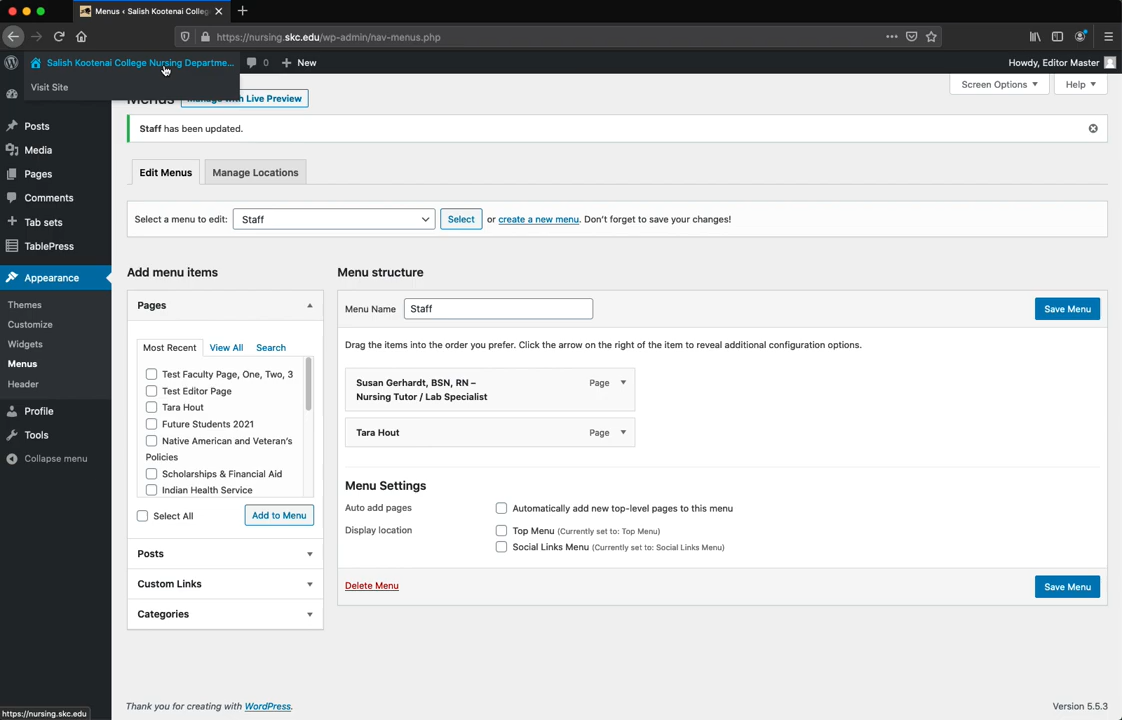 Menus ‹ Salish Kootenai Colleg
https://nursing.skc.edu/wp-admin/nav-menus.php
Salish Kootenai College Nursing Departme...
0
New
Howdy, Editor Master
Visit Site
Menus
Manage with Live Preview
Screen Options
Help
Staff has been updated.
Posts
Media
Pages
Comments
Tab sets
TablePress
Appearance
Themes
Customize
Widgets
Menus
Header
Profile
Tools
Collapse menu
Edit Menus
Manage Locations
Select a menu to edit:
Staff
Select
or create a new menu. Don't forget to save your changes!
Add menu items
Pages
Most Recent
View All
Search
Test Faculty Page, One, Two, 3
Test Editor Page
Tara Hout
Future Students 2021
Native American and Veteran's
Policies
Scholarships & Financial Aid
Indian Health Service
Select All
Add to Menu
Posts
Custom Links
Categories
Menu structure
Menu Name
Staff
Save Menu
Drag the items into the order you prefer. Click the arrow on the right of the item to reveal additional configuration options.
Susan Gerhardt, BSN, RN –
Nursing Tutor / Lab Specialist
Page
Tara Hout
Page
Menu Settings
Auto add pages
Automatically add new top-level pages to this menu
Display location
Top Menu (Currently set to: Top Menu)
Social Links Menu (Currently set to: Social Links Menu)
Delete Menu
Save Menu
Thank you for creating with WordPress.
Version 5.5.3
https://nursing.skc.edu